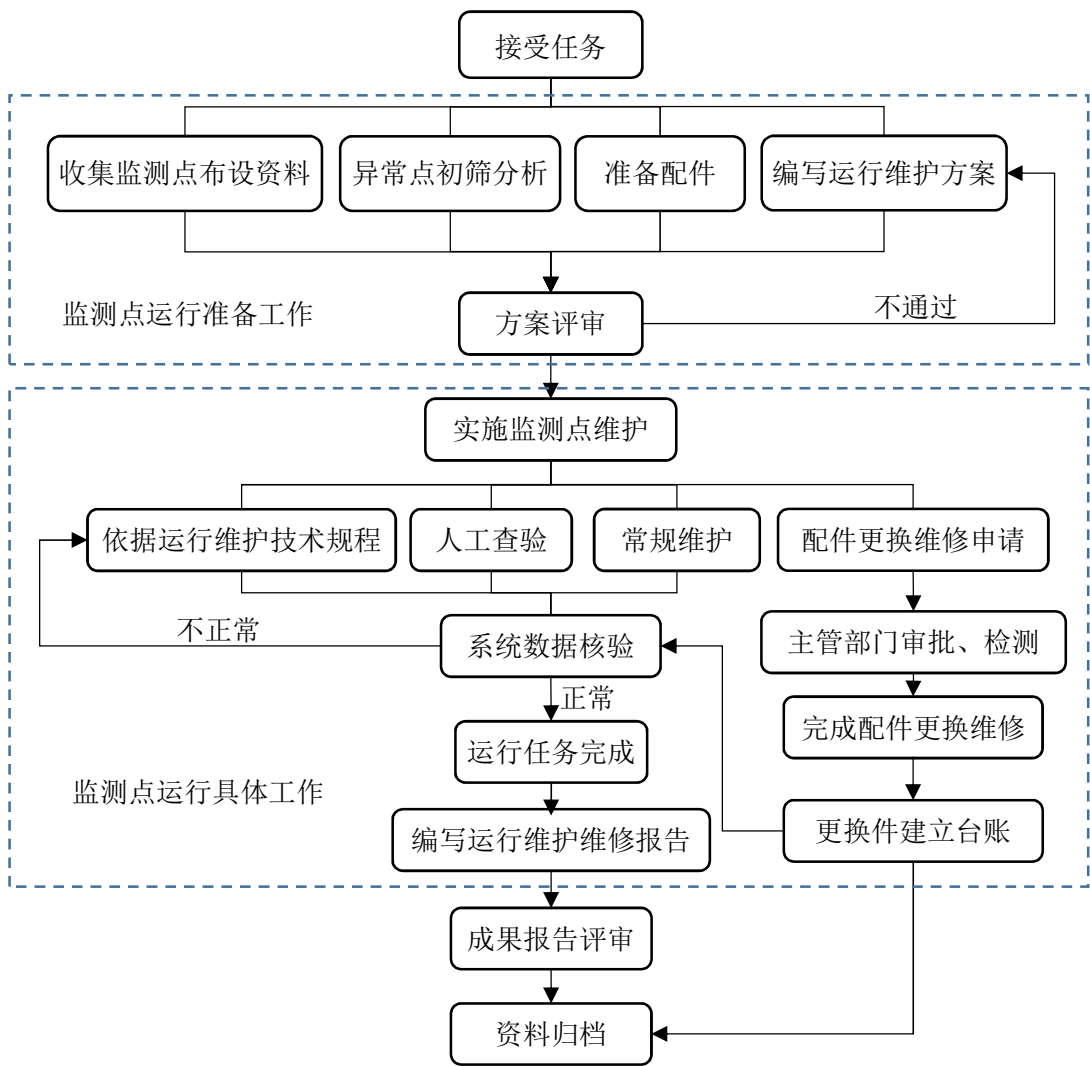 接受任务
收集监测点布设资料
异常点初筛分析
准备配件
编写运行维护方案
监测点运行准备工作
方案评审
不通过
实施监测点维护
依据运行维护技术规程
人工查验
常规维护
配件更换维修申请
不正常
系统数据核验
主管部门审批、检测
正常
完成配件更换维修
运行任务完成
监测点运行具体工作
编写运行维护维修报告
更换件建立台账
成果报告评审
资料归档